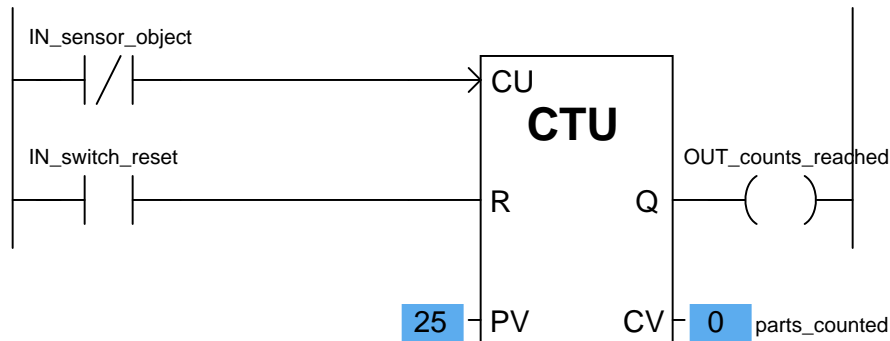 IN_sensor_object
CU
CTU
IN_switch_reset
OUT_counts_reached
R
Q
25
PV
CV
0
parts_counted